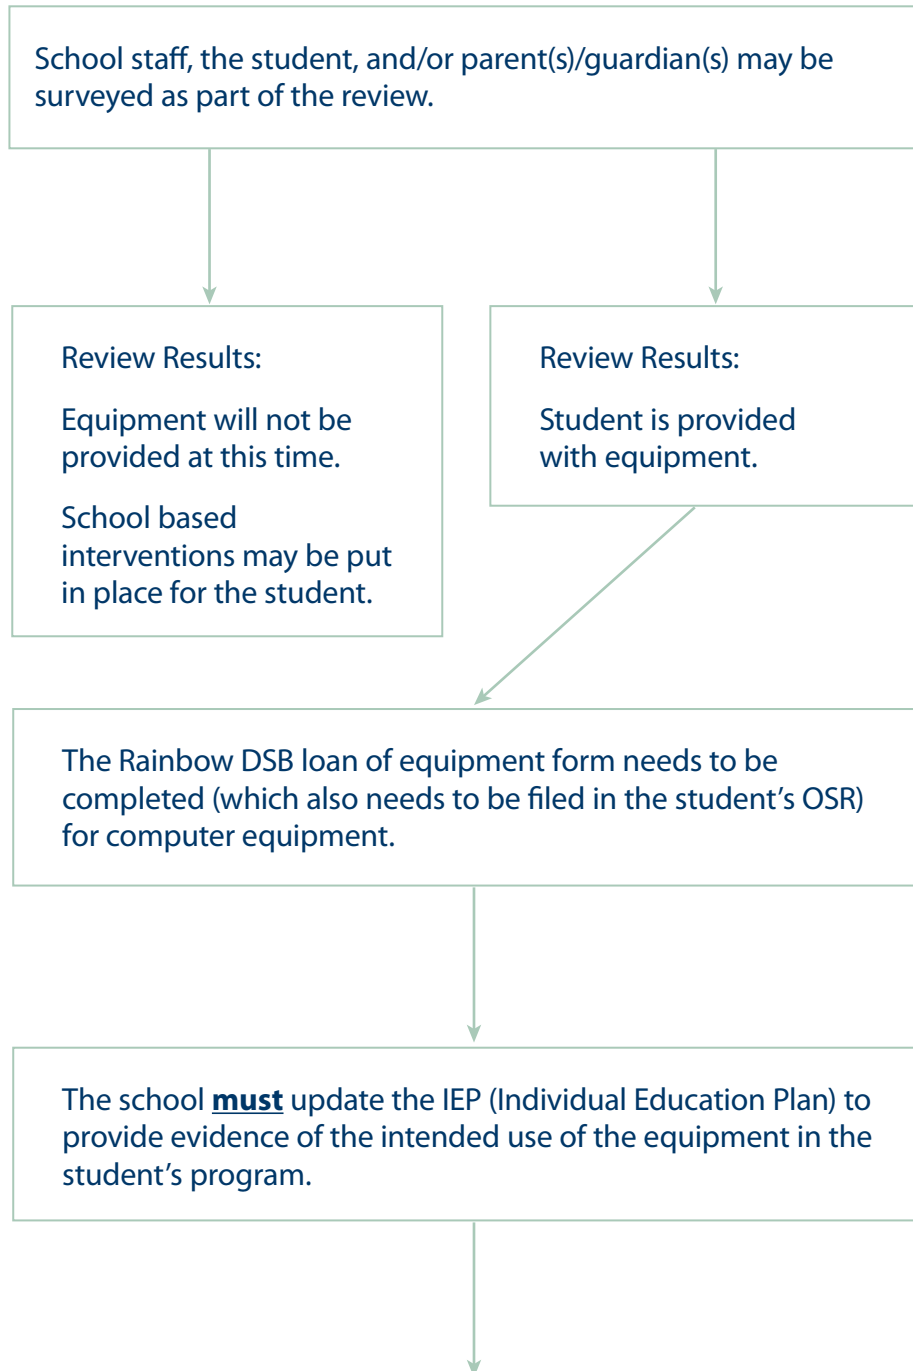 School staff, the student, and/or parent(s)/guardian(s) may be
surveyed as part of the review.
Review Results:
Equipment will not be
provided at this time.
School based
interventions may be put
in place for the student.
Review Results:
Student is provided
with equipment.
The Rainbow DSB loan of equipment form needs to be
completed (which also needs to be filed in the student’s OSR)
for computer equipment.
The school must update the IEP (Individual Education Plan) to
provide evidence of the intended use of the equipment in the
student’s program.